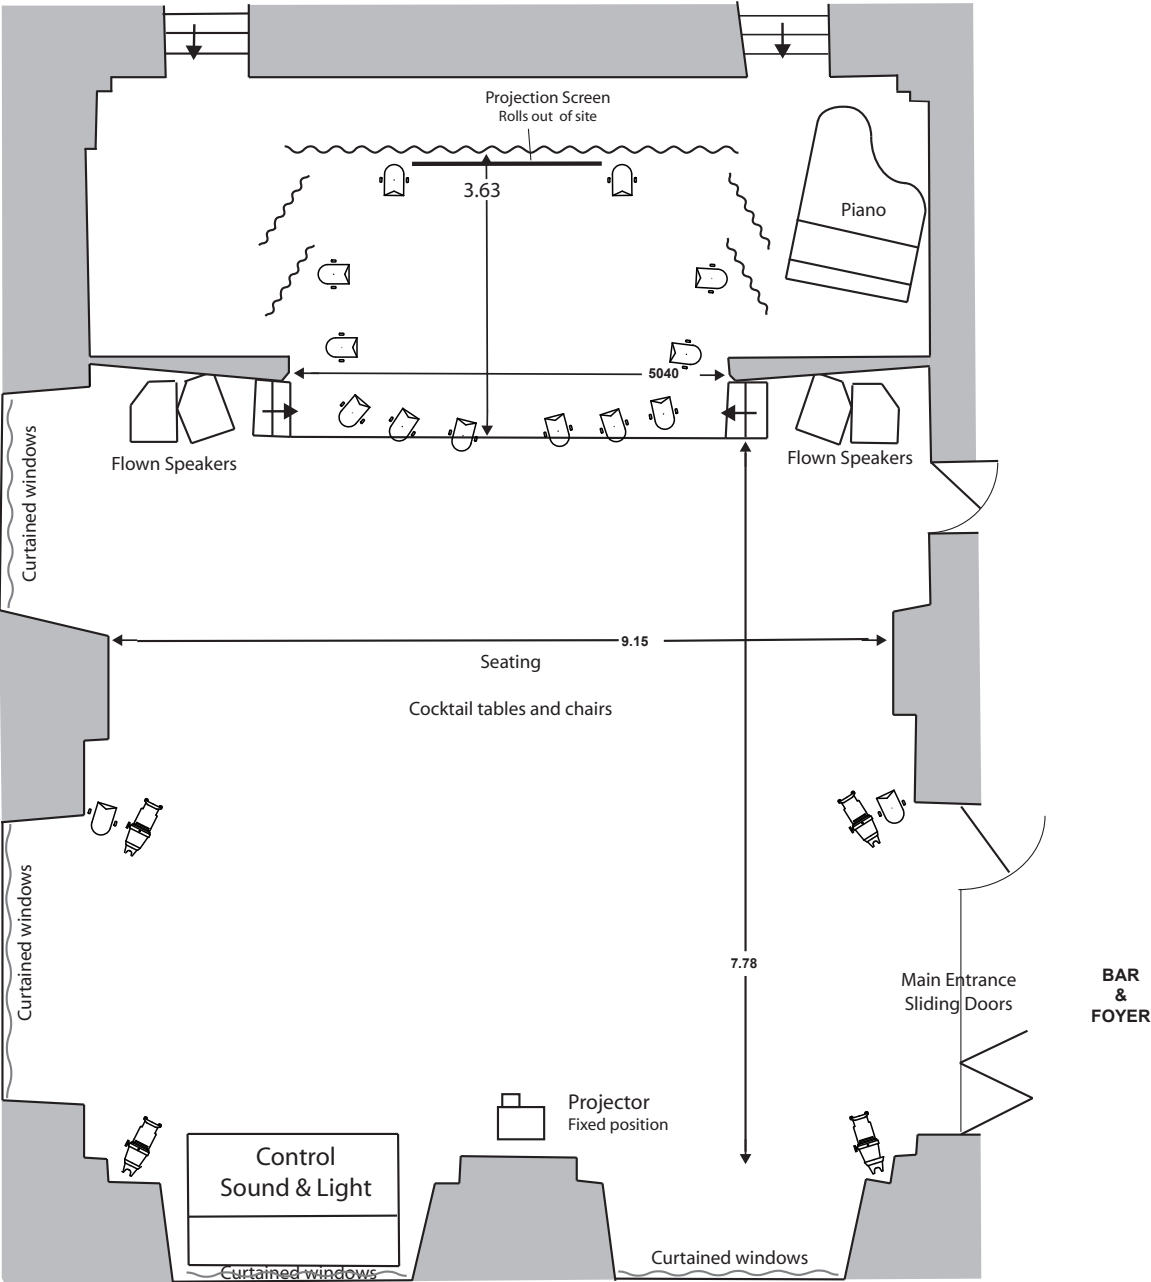 Projection Screen
Rolls out of site
3.63
Piano
5040
Flown Speakers
Flown Speakers
Curtained windows
9.15
Seating
Cocktail tables and chairs
Curtained windows
7.78
Main Entrance
Sliding Doors
BAR
&
FOYER
Projector
Fixed position
Control
Sound & Light
Curtained windows
Curtained windows